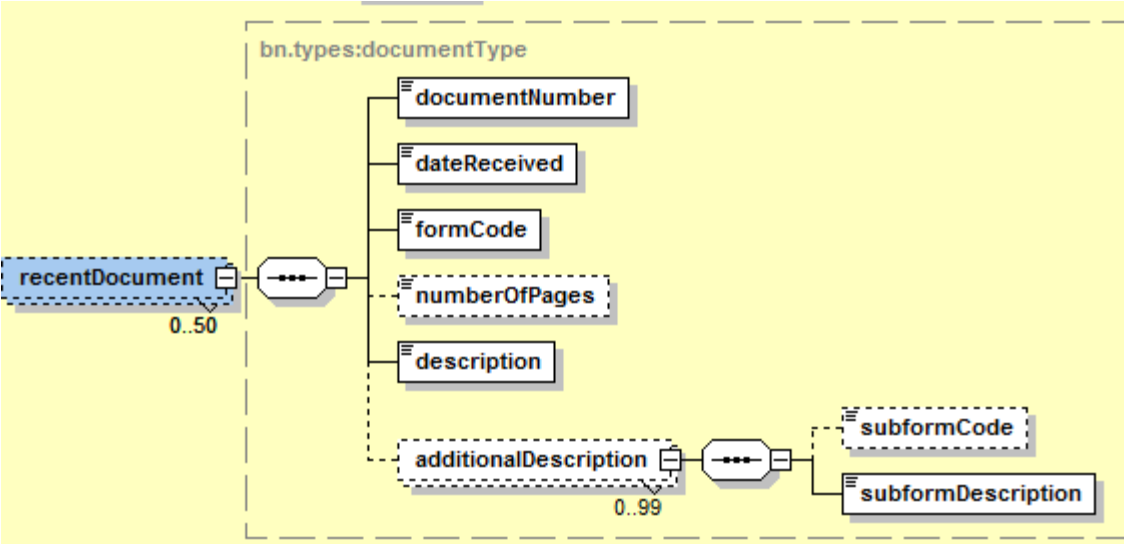 bn.types:documentType
documentNumber
dateReceived
formCode
recentDocument
numberOfPages
0..50
description
subformCode
additionalDescription
subformDescription
0..99